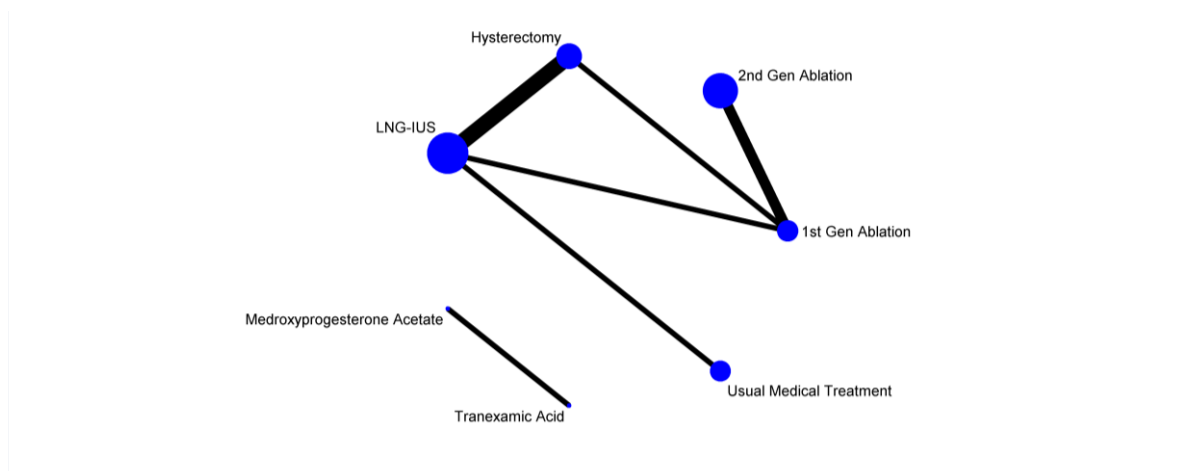 Hysterectomy
2nd Gen Ablation
LNG-IUS
1st Gen Ablation
Medroxyprogesterone Acetate
Usual Medical Treatment
Tranexamic Acid